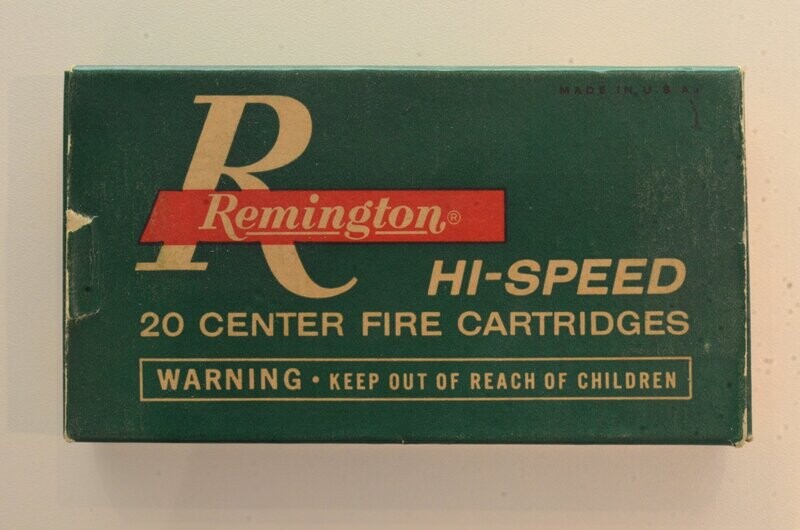 MADE IN U.S.A.
R
Remington®
HI-SPEED
20 CENTER FIRE CARTRIDGES
WARNING • KEEP OUT OF REACH OF CHILDREN